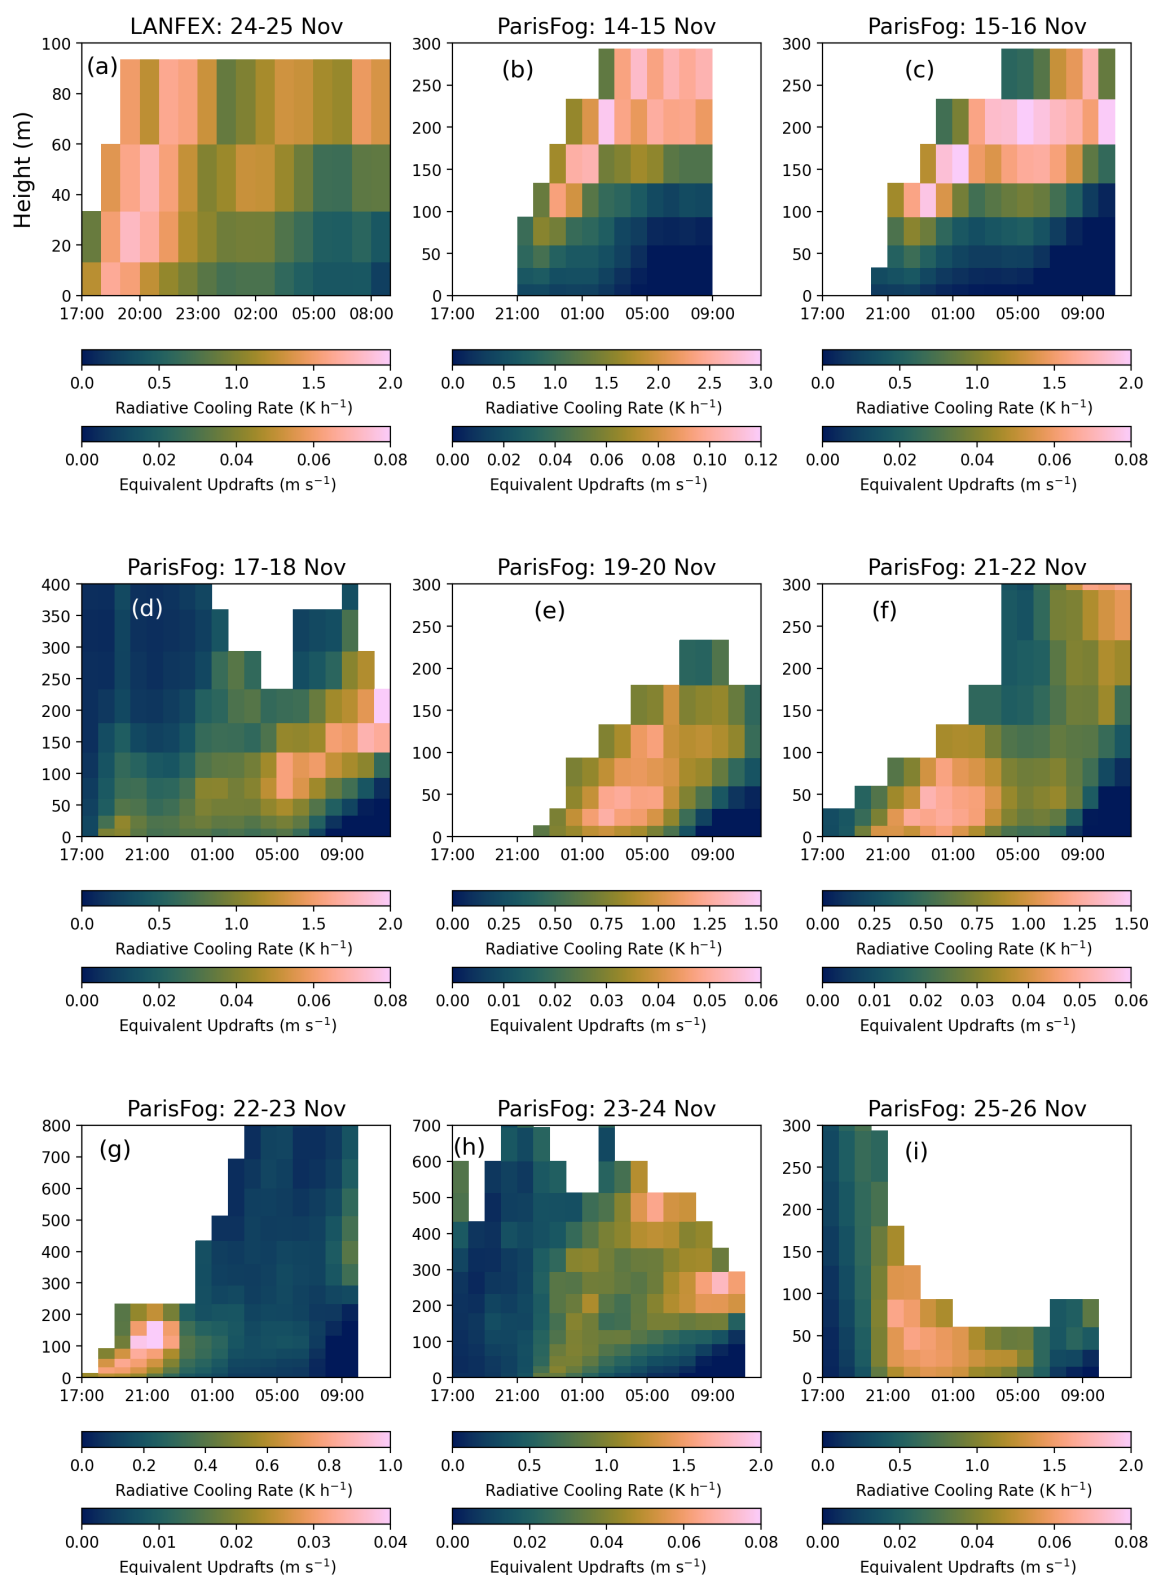 LANFEX: 24-25 Nov
ParisFog: 14-15 Nov
ParisFog: 15-16 Nov
(a)
(b)
(c)
Height (m)
100
80
60
40
20
0
300
250
200
150
100
50
0
300
250
200
150
100
50
0
17:00 20:00 23:00 02:00 05:00 08:00
17:00 21:00 01:00 05:00 09:00
17:00 21:00 01:00 05:00 09:00
0.0 0.5 1.0 1.5 2.0
0.0 0.5 1.0 1.5 2.0 2.5 3.0
0.0 0.5 1.0 1.5 2.0
Radiative Cooling Rate (K h⁻¹)
Radiative Cooling Rate (K h⁻¹)
Radiative Cooling Rate (K h⁻¹)
0.00 0.02 0.04 0.06 0.08
0.00 0.02 0.04 0.06 0.08 0.10 0.12
0.00 0.02 0.04 0.06 0.08
Equivalent Updrafts (m s⁻¹)
Equivalent Updrafts (m s⁻¹)
Equivalent Updrafts (m s⁻¹)
ParisFog: 17-18 Nov
ParisFog: 19-20 Nov
ParisFog: 21-22 Nov
(d)
(e)
(f)
400
350
300
250
200
150
100
50
0
300
250
200
150
100
50
0
300
250
200
150
100
50
0
17:00 21:00 01:00 05:00 09:00
17:00 21:00 01:00 05:00 09:00
17:00 21:00 01:00 05:00 09:00
0.0 0.5 1.0 1.5 2.0
0.00 0.25 0.50 0.75 1.00 1.25 1.50
0.00 0.25 0.50 0.75 1.00 1.25 1.50
Radiative Cooling Rate (K h⁻¹)
Radiative Cooling Rate (K h⁻¹)
Radiative Cooling Rate (K h⁻¹)
0.00 0.02 0.04 0.06 0.08
0.00 0.01 0.02 0.03 0.04 0.05 0.06
0.00 0.01 0.02 0.03 0.04 0.05 0.06
Equivalent Updrafts (m s⁻¹)
Equivalent Updrafts (m s⁻¹)
Equivalent Updrafts (m s⁻¹)
ParisFog: 22-23 Nov
ParisFog: 23-24 Nov
ParisFog: 25-26 Nov
(g)
(h)
(i)
800
700
600
500
400
300
200
100
0
700
600
500
400
300
200
100
0
300
250
200
150
100
50
0
17:00 21:00 01:00 05:00 09:00
17:00 21:00 01:00 05:00 09:00
17:00 21:00 01:00 05:00 09:00
0.0 0.2 0.4 0.6 0.8 1.0
0.0 0.5 1.0 1.5 2.0
0.0 0.5 1.0 1.5 2.0
Radiative Cooling Rate (K h⁻¹)
Radiative Cooling Rate (K h⁻¹)
Radiative Cooling Rate (K h⁻¹)
0.00 0.01 0.02 0.03 0.04
0.00 0.02 0.04 0.06 0.08
0.00 0.02 0.04 0.06 0.08
Equivalent Updrafts (m s⁻¹)
Equivalent Updrafts (m s⁻¹)
Equivalent Updrafts (m s⁻¹)